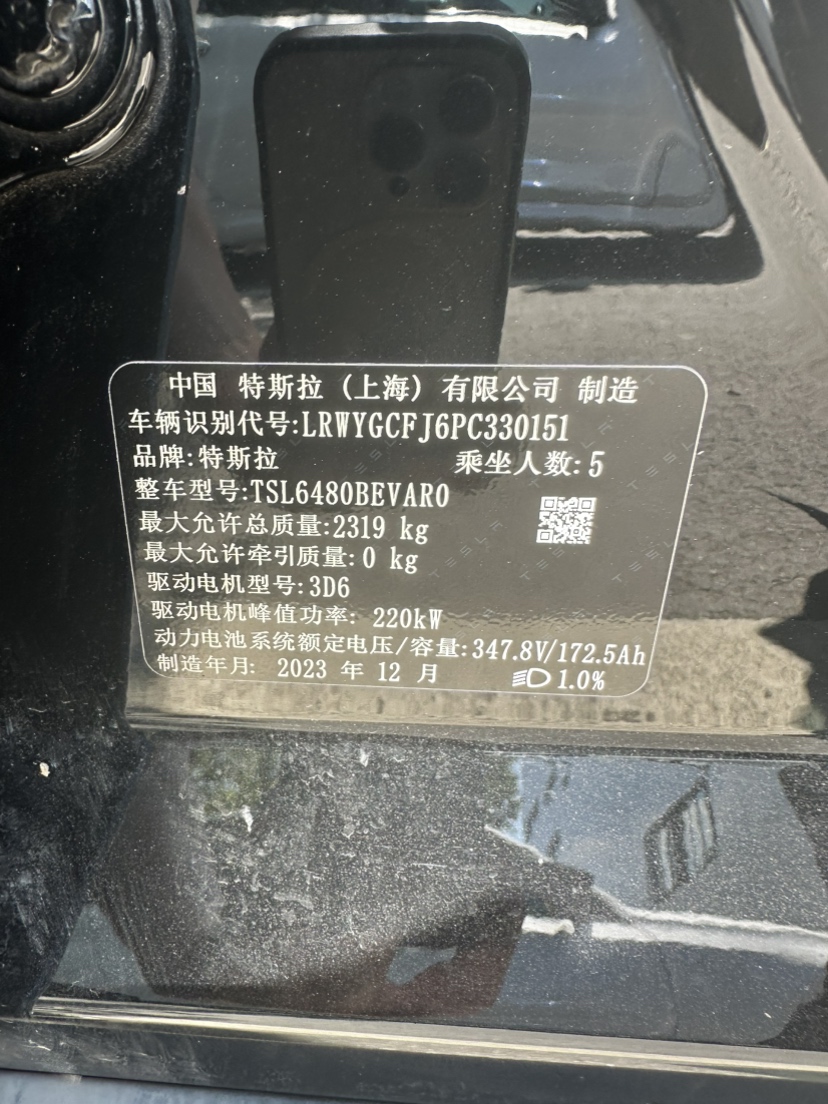 中国 特斯拉 (上海) 有限公司 制造
车辆识别代号:LRWYGCFJ6PC330151
品牌:特斯拉 乘坐人数:5
整车型号:TSL6480BEVAR0
最大允许总质量:2319 kg
最大允许牵引质量:0 kg
驱动电机型号:3D6
驱动电机峰值功率: 220kW
动力电池系统额定电压/容量:347.8V/172.5Ah
制造年月: 2023 年 12 月 1.0%
TESLA